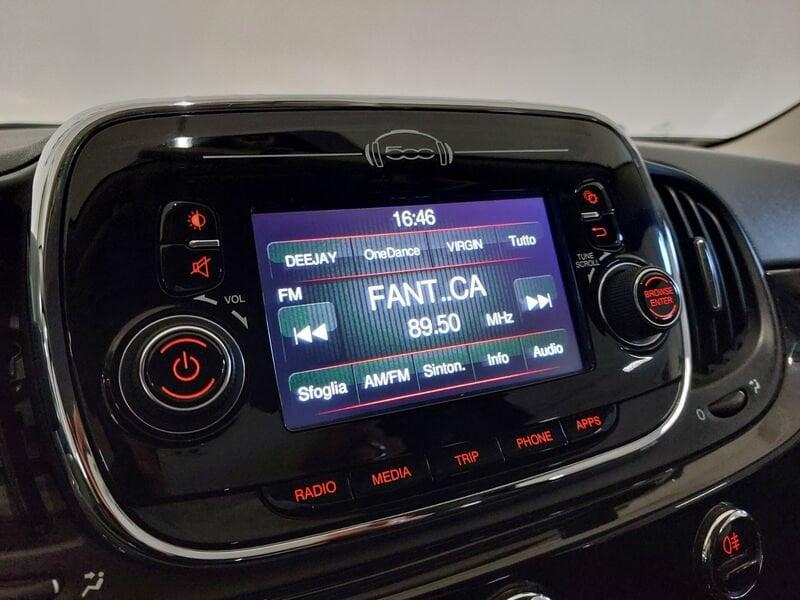 500
16:46
DEEJAY OneDance VIRGIN Tutto
FM
FANT..CA
89.50 MHz
Sfoglia AM/FM Sinton. Info Audio
VOL
TUNE
SCROLL
BROWSE
ENTER
RADIO MEDIA TRIP PHONE APPS
0